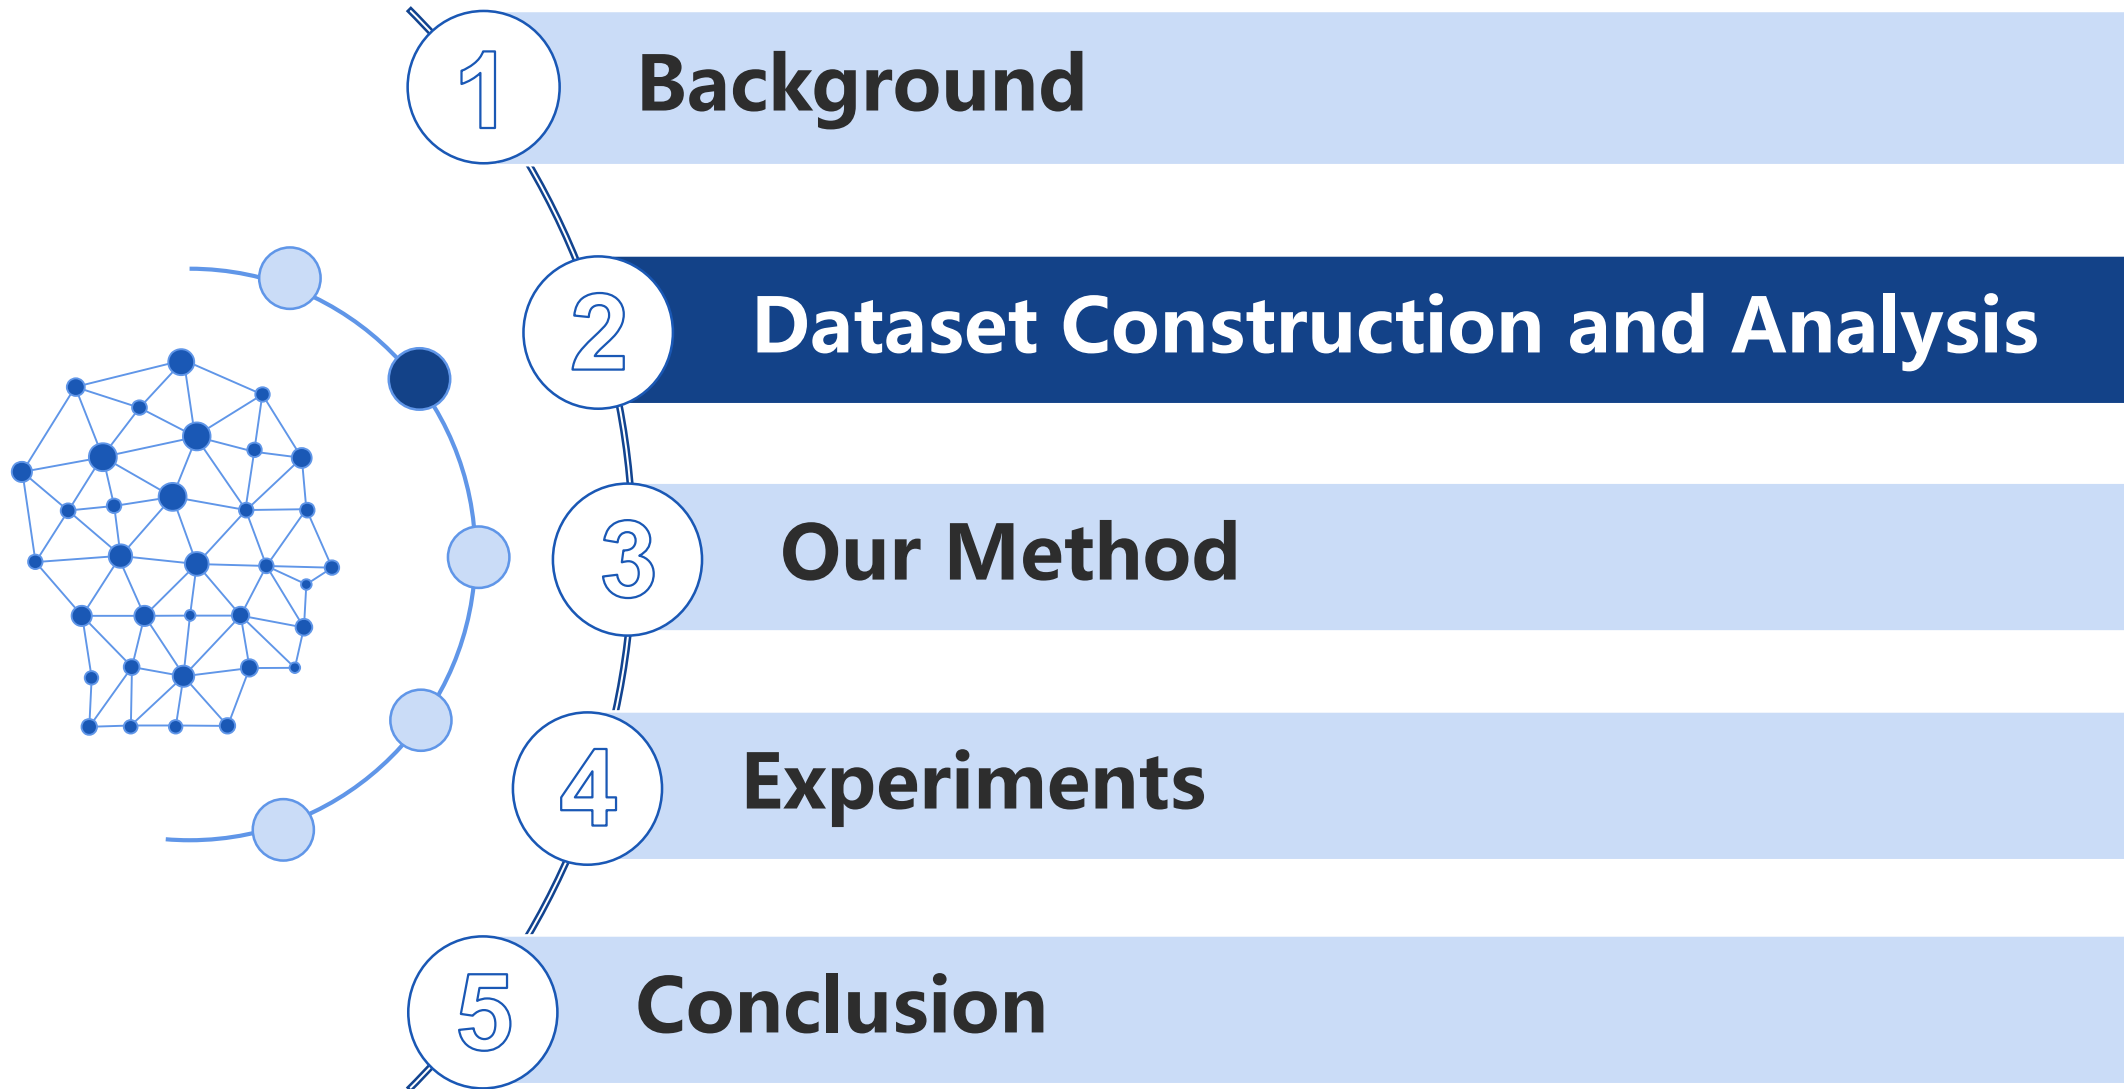 1 Background
2 Dataset Construction and Analysis
3 Our Method
4 Experiments
5 Conclusion